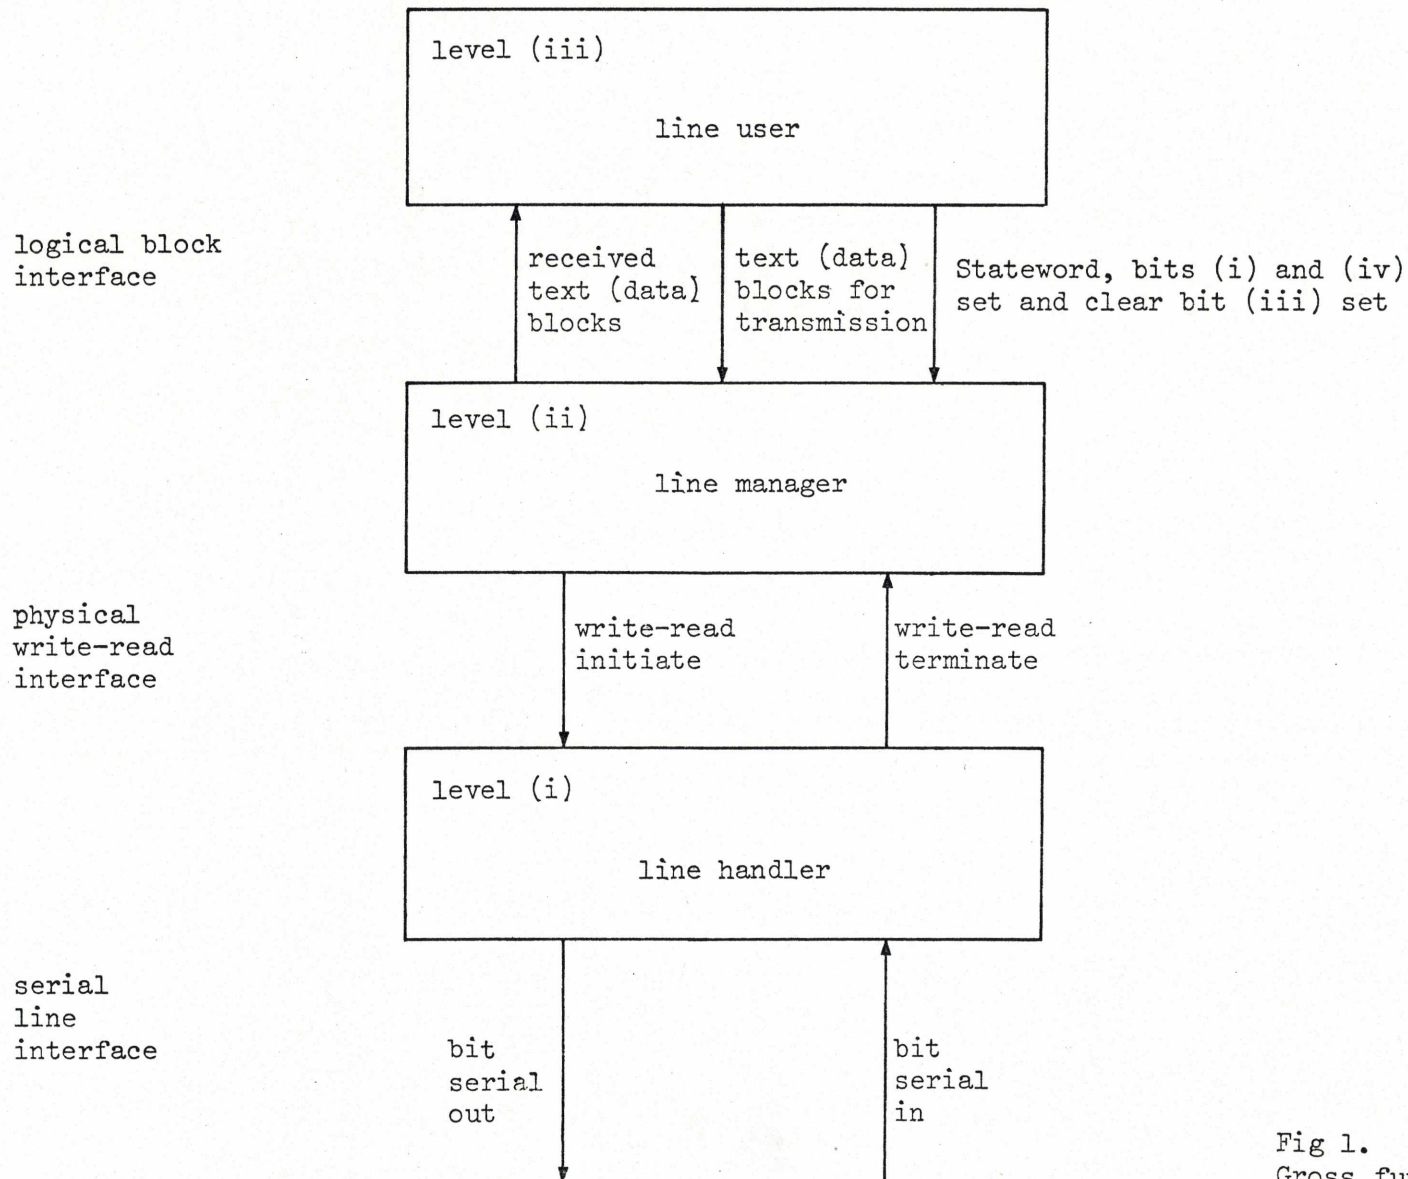 level (iii)
line user
logical block
interface
received
text (data)
blocks
text (data)
blocks for
transmission
Stateword, bits (i) and (iv)
set and clear bit (iii) set
level (ii)
line manager
physical
write-read
interface
write-read
initiate
write-read
terminate
level (i)
line handler
serial
line
interface
bit
serial
out
bit
serial
in
Fig 1.
Gross